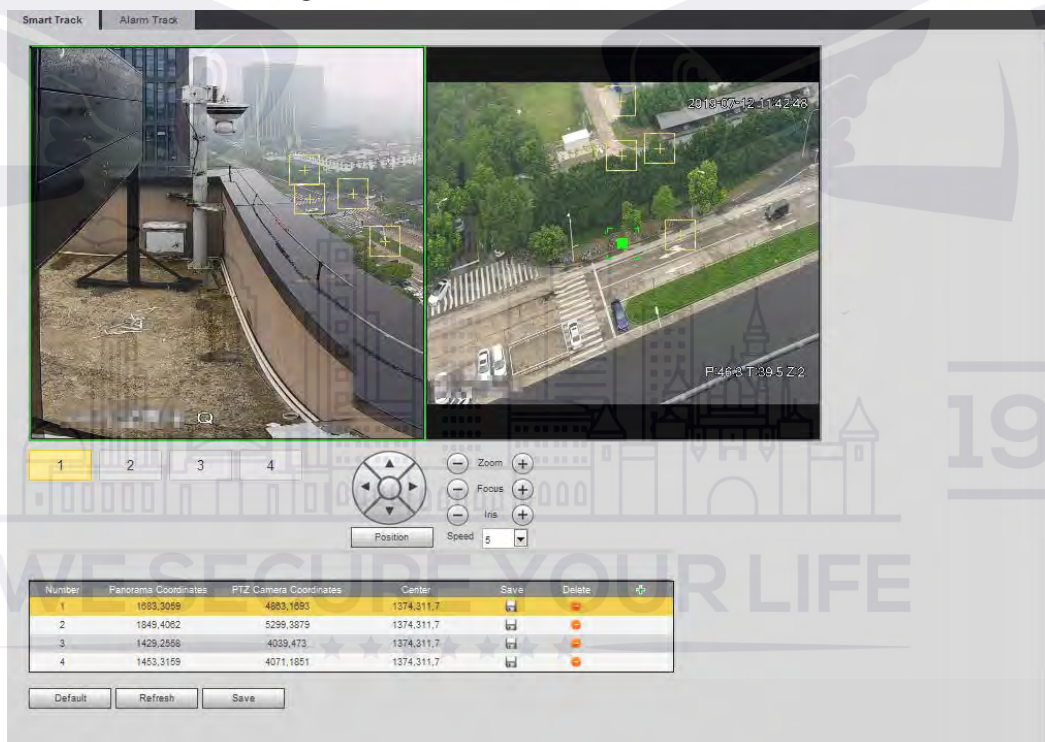 Smart Track Alarm Track
2019-07-12 11:42:48
P:46.8 T:39.5 Z:2
1 2 3 4
Zoom
Focus
Iris
Position Speed 5
19
Number Panorama Coordinates PTZ Camera Coordinates Center Save Delete
1 1683,3059 4863,1693 1374,311,7
2 1849,4062 5299,3879 1374,311,7
3 1429,2558 4039,473 1374,311,7
4 1453,3159 4071,1851 1374,311,7
WE SECURE YOUR LIFE
Default Refresh Save